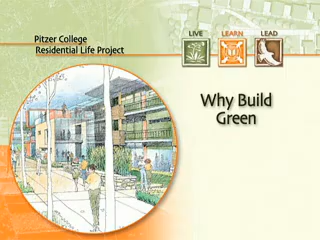 Pitzer College
Residential Life Project
LIVE LEARN LEAD
Why Build
Green